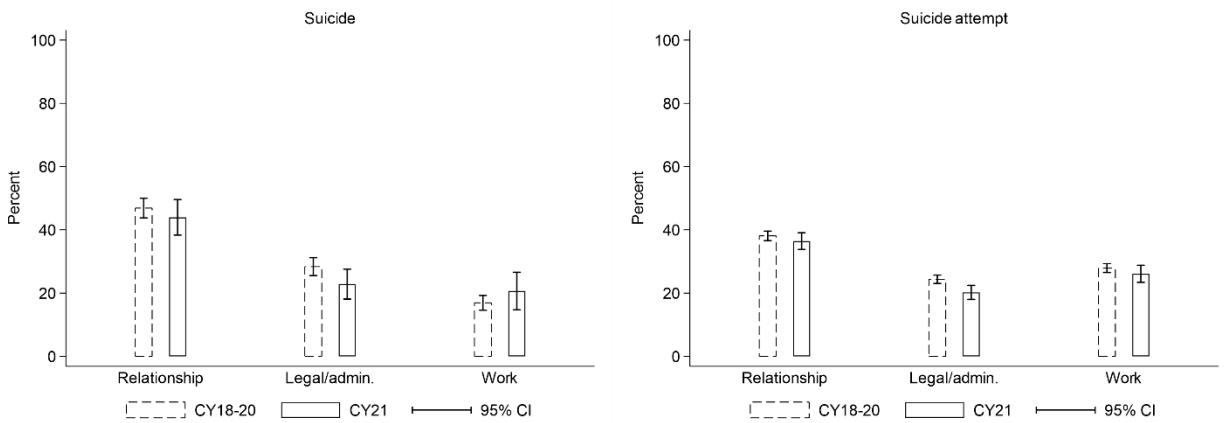 Suicide
100
80
60
40
20
0
Percent
Relationship
Legal/admin.
Work
CY18-20
CY21
95% CI
Suicide attempt
100
80
60
40
20
0
Percent
Relationship
Legal/admin.
Work
CY18-20
CY21
95% CI